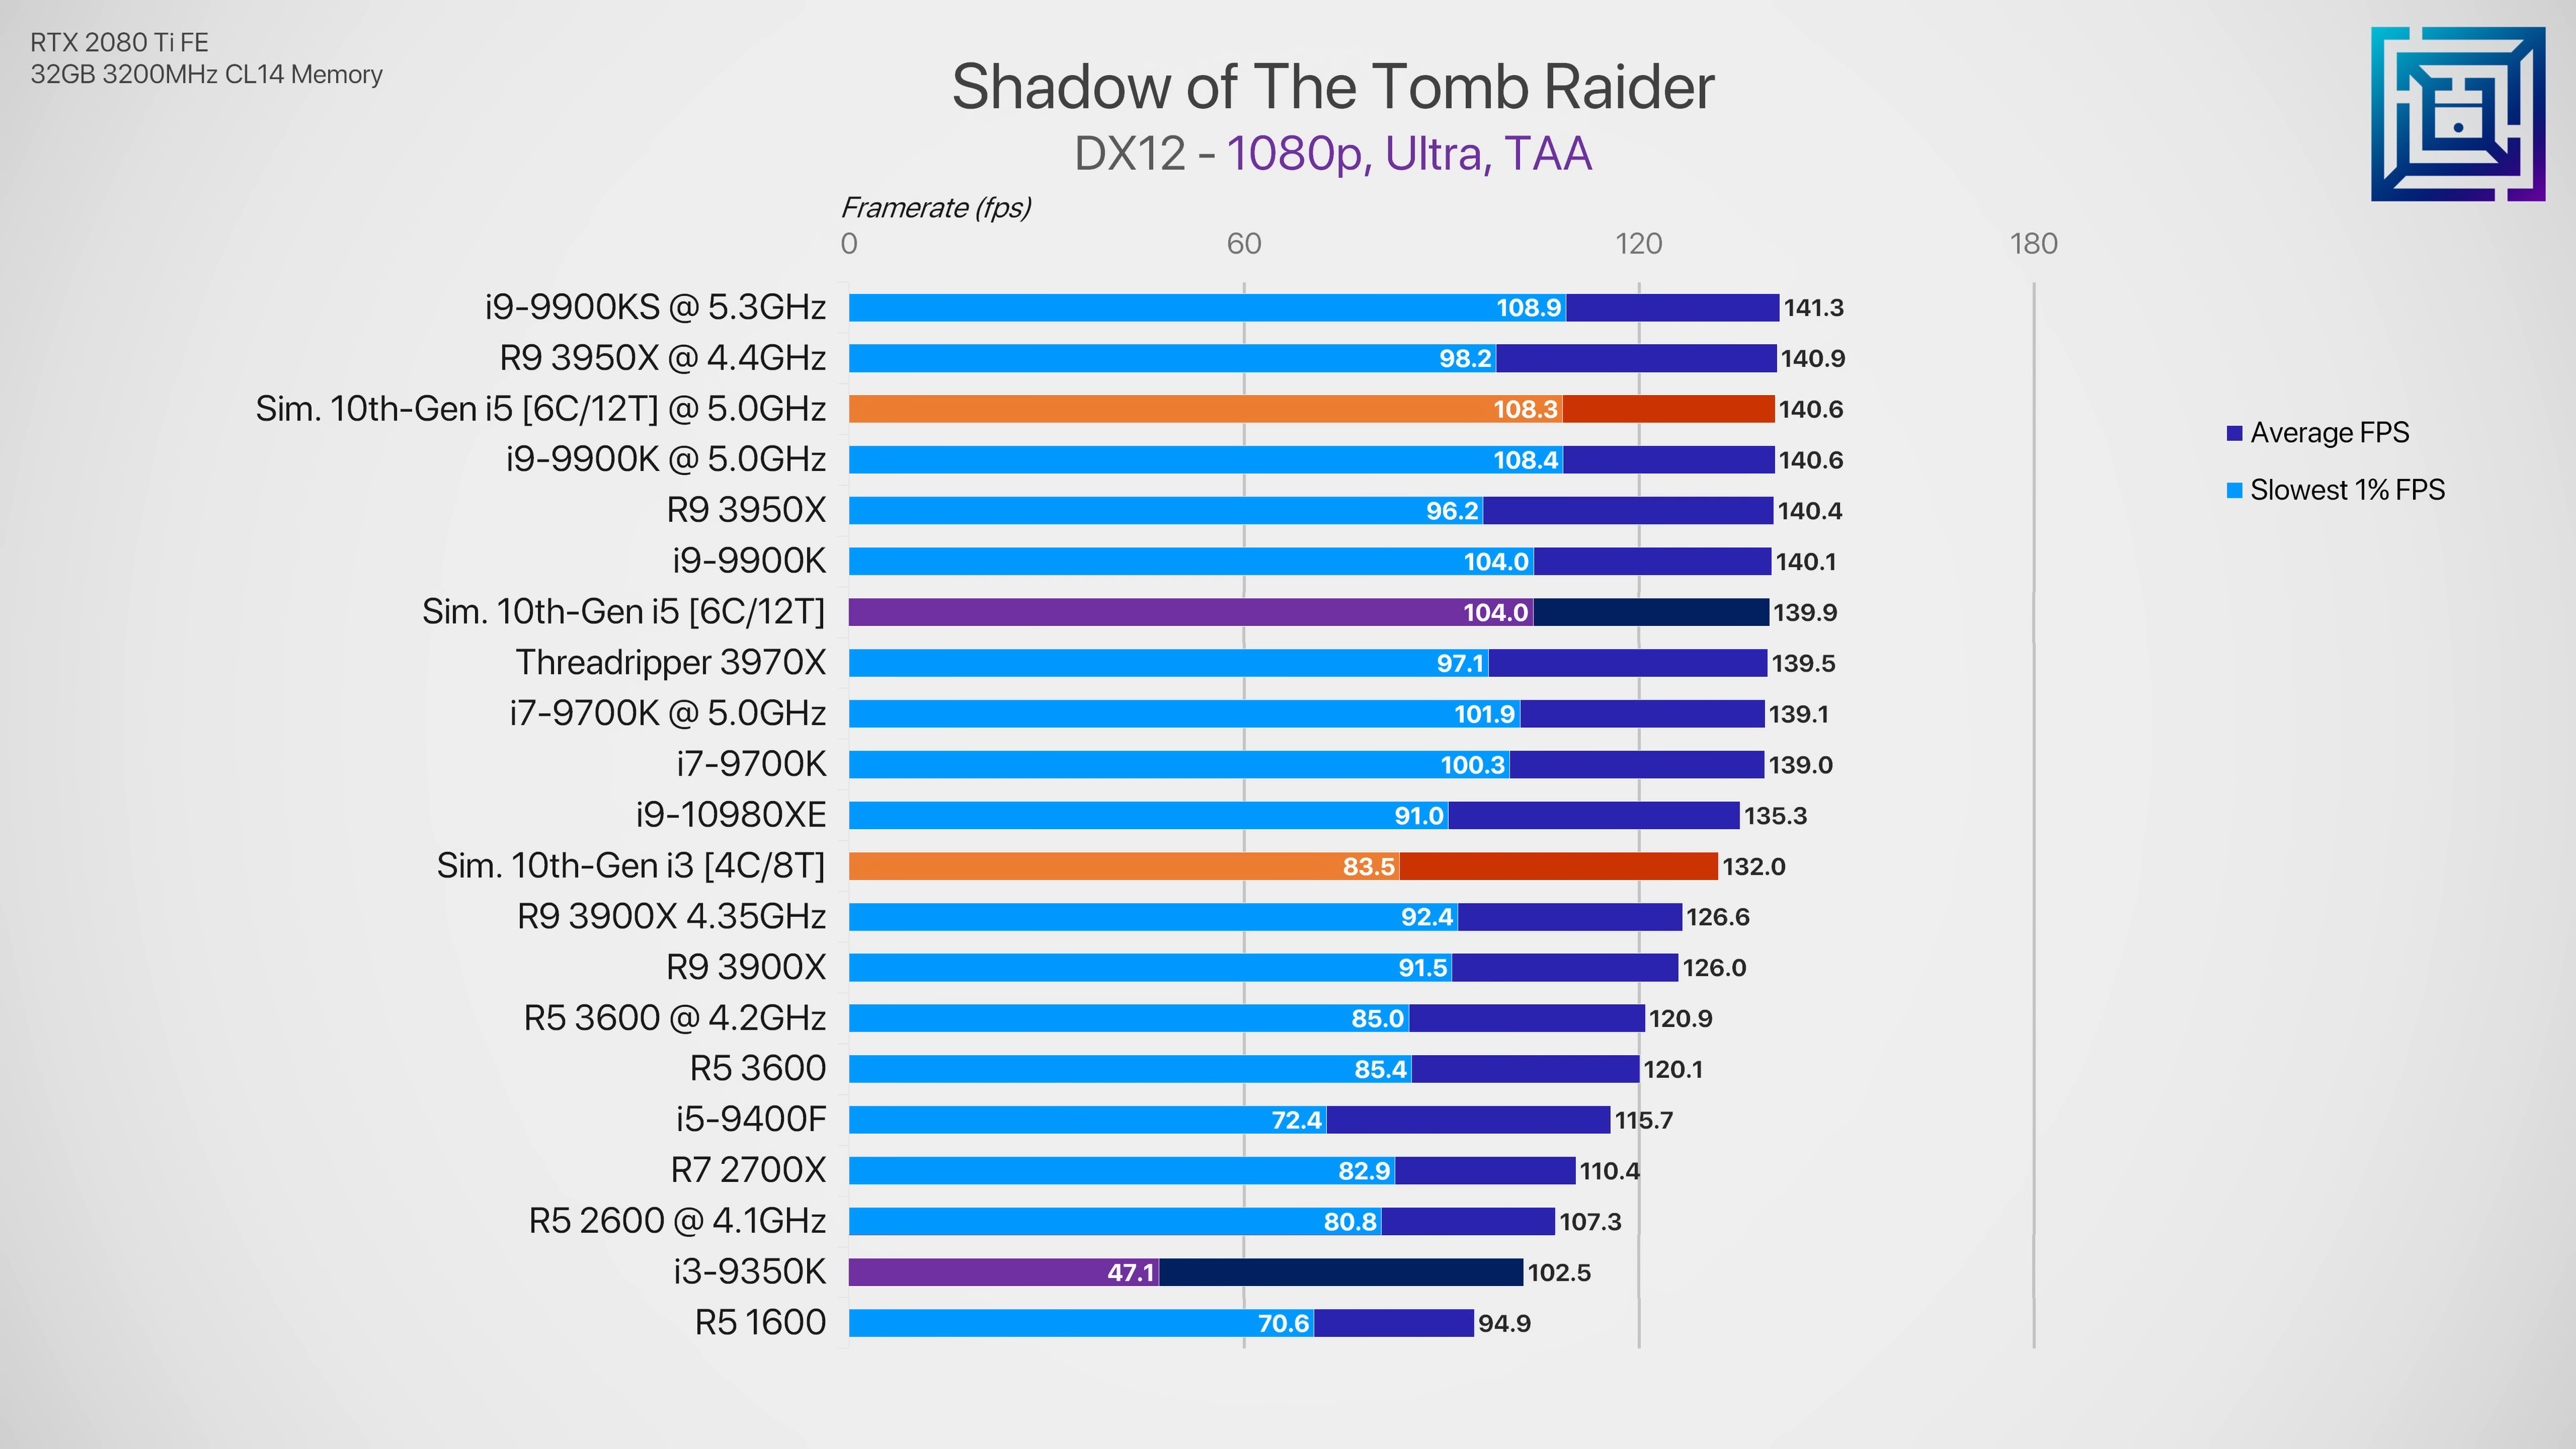 RTX 2080 Ti FE
32GB 3200MHz CL14 Memory
Shadow of The Tomb Raider
DX12 - 1080p, Ultra, TAA
Framerate (fps)
0 60 120 180
i9-9900KS @ 5.3GHz 108.9 141.3
R9 3950X @ 4.4GHz 98.2 140.9
Sim. 10th-Gen i5 [6C/12T] @ 5.0GHz 108.3 140.6
i9-9900K @ 5.0GHz 108.4 140.6
R9 3950X 96.2 140.4
i9-9900K 104.0 140.1
Sim. 10th-Gen i5 [6C/12T] 104.0 139.9
Threadripper 3970X 97.1 139.5
i7-9700K @ 5.0GHz 101.9 139.1
i7-9700K 100.3 139.0
i9-10980XE 91.0 135.3
Sim. 10th-Gen i3 [4C/8T] 83.5 132.0
R9 3900X 4.35GHz 92.4 126.6
R9 3900X 91.5 126.0
R5 3600 @ 4.2GHz 85.0 120.9
R5 3600 85.4 120.1
i5-9400F 72.4 115.7
R7 2700X 82.9 110.4
R5 2600 @ 4.1GHz 80.8 107.3
i3-9350K 47.1 102.5
R5 1600 70.6 94.9
Average FPS
Slowest 1% FPS